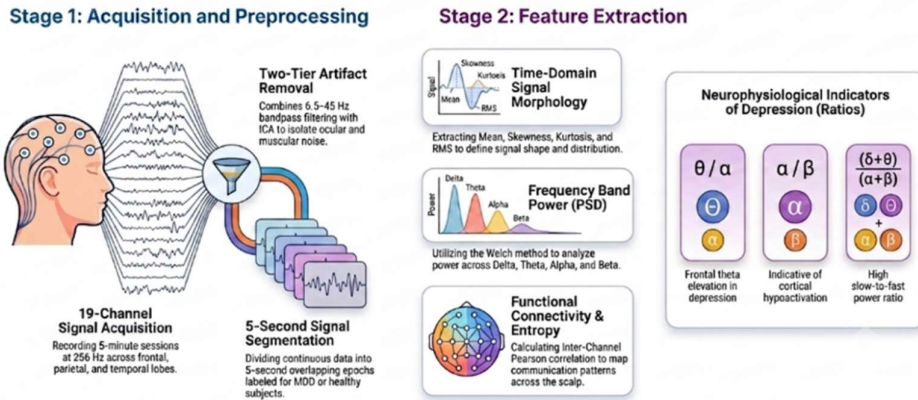 Stage 1: Acquisition and Preprocessing
Two-Tier Artifact
Removal
Combines 6.5–45 Hz
bandpass filtering with
ICA to isolate ocular and
muscular noise.
19-Channel
Signal Acquisition
Recording 5-minute sessions
at 256 Hz across frontal,
parietal, and temporal lobes.
5-Second Signal
Segmentation
Dividing continuous data into
5-second overlapping epochs
labeled for MDD or healthy
subjects.
Stage 2: Feature Extraction
Signal
Skewness
Kurtoeis
Mean
RMS
Time-Domain
Signal
Morphology
Extracting Mean, Skewness, Kurtosis, and
RMS to define signal shape and distribution.
Power
Delta
Theta
Alpha
Beta
Frequency Band
Power (PSD)
Utilizing the Welch method to analyze
power across Delta, Theta, Alpha, and Beta.
Functional
Connectivity &
Entropy
Calculating Inter-Channel
Pearson correlation to map
communication patterns
across the scalp.
Neurophysiological Indicators
of Depression (Ratios)
θ/α
Θ
α
Frontal theta
elevation in
depression
α/β
α
β
Indicative of
cortical
hypoactivation
(δ+θ)
(α+β)
δ Θ
+
α β
High
slow-to-fast
power ratio